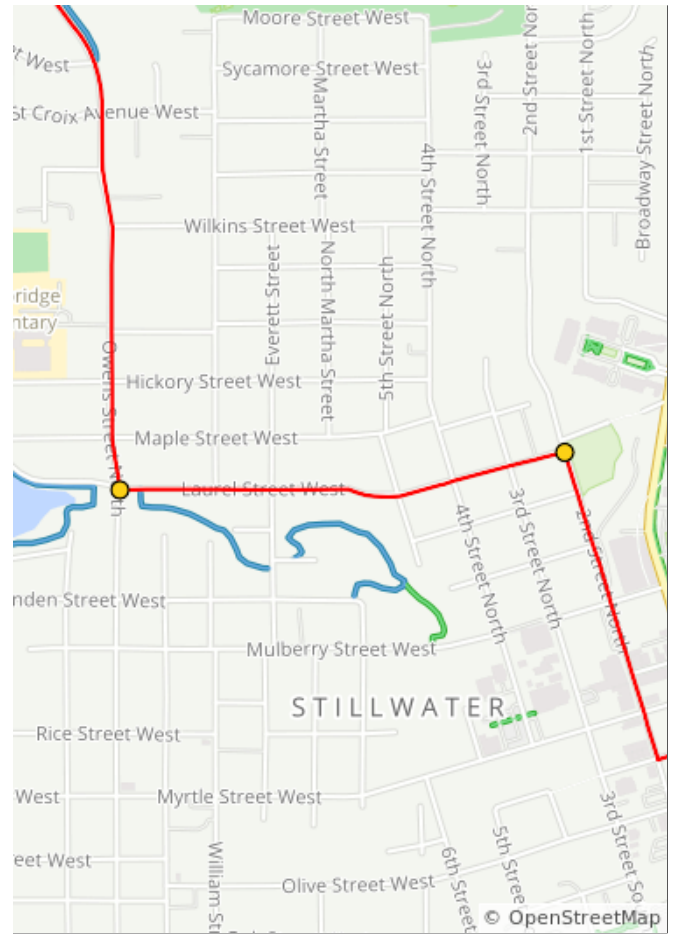 Moore Street West
t West
Sycamore Street West
St Croix Avenue West
Martha Street
3rd Street North
2nd Street No
1st Street North
Broadway Street North
4th Street North
Wilkins Street West
Everett Street
North Martha Street
5th Street North
bridge
ntary
Owens Street North
Hickory Street West
Maple Street West
Laurel Street West
4th Street North
3rd Street North
2nd Street North
nden Street West
Mulberry Street West
STILLWATER
Rice Street West
West
Myrtle Street West
eet West
William Str
Olive Street West
6th Street
5th Street
3rd Street So
© OpenStreetMap